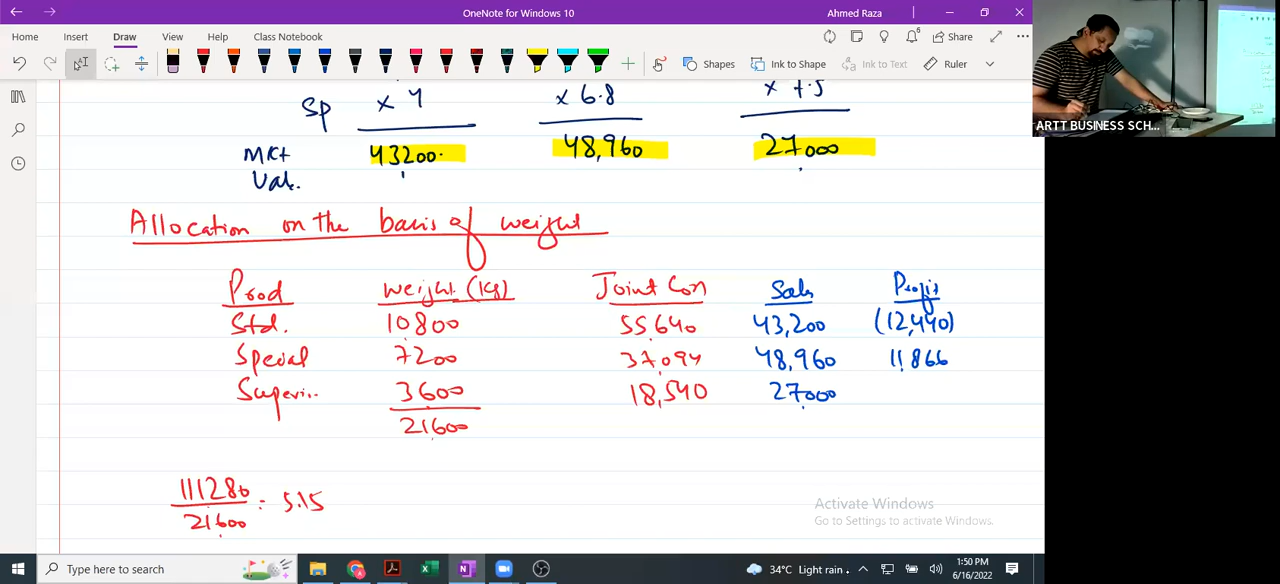 OneNote for Windows 10
Ahmed Raza
Home Insert Draw View Help Class Notebook
Share
Shapes Ink to Shape Ink to Text Ruler
ARTT BUSINESS SCH...
Sp x 4 x 6.8 x 7.5
Mkt 43200. 48,960 27000
Val.
Allocation on the basis of weight
Prod Weight (Kg) Joint Cos Sales Profit
Std. 10800 55,640 43,200 (12,440)
Special 7200 37,094 48,960 11,866
Superi.. 3600 18,540 27,000
21600
111280
21600 = 5.15
Activate Windows
Go to Settings to activate Windows.
Type here to search
34°C Light rain
1:50 PM
6/16/2022